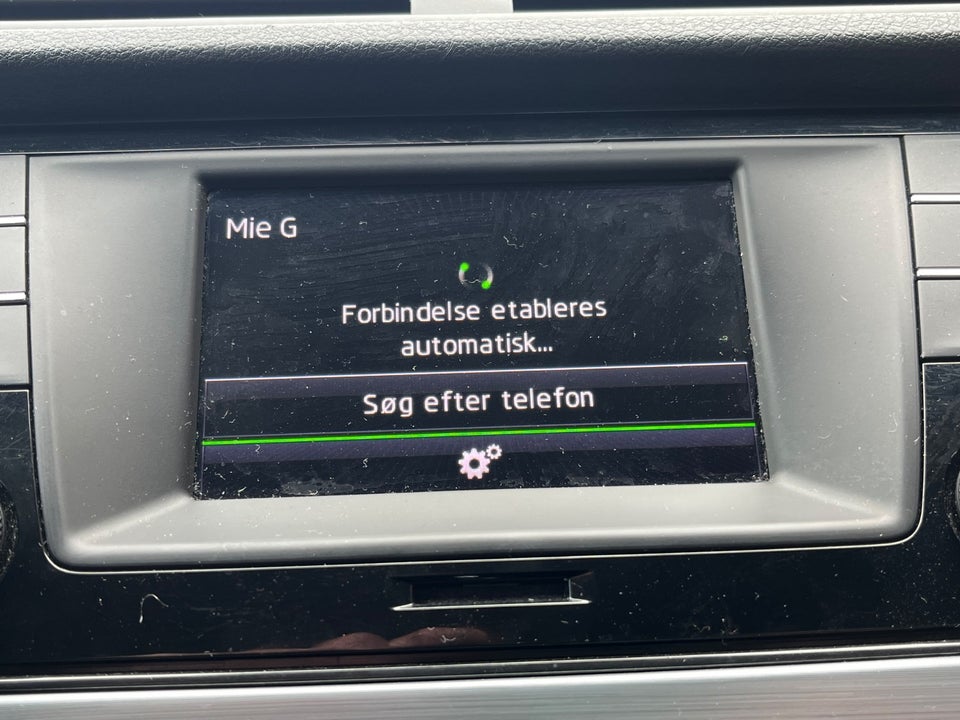 Mie G
Forbindelse etableres
automatisk...
Søg efter telefon